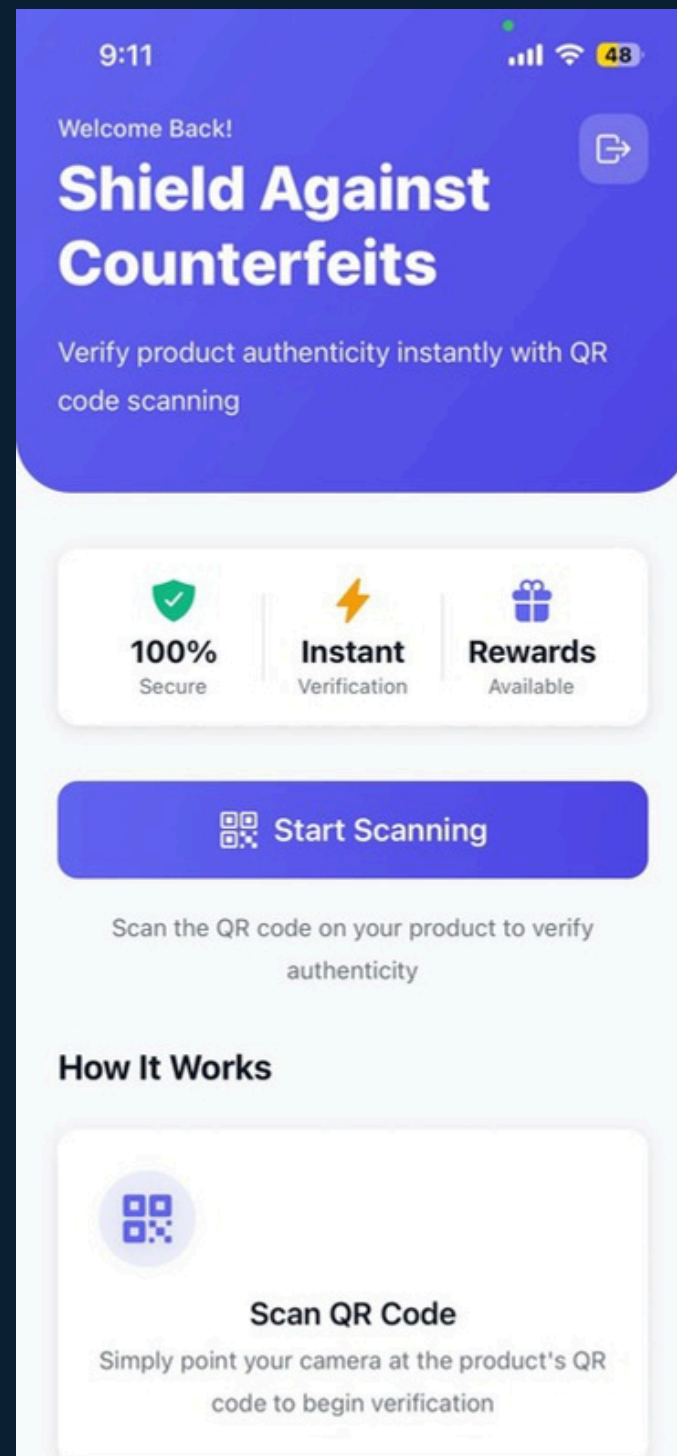 9:11
48
Welcome Back!
Shield Against
Counterfeits
Verify product authenticity instantly with QR
code scanning
100%
Secure
Instant
Verification
Rewards
Available
Start Scanning
Scan the QR code on your product to verify
authenticity
How It Works
Scan QR Code
Simply point your camera at the product's QR
code to begin verification